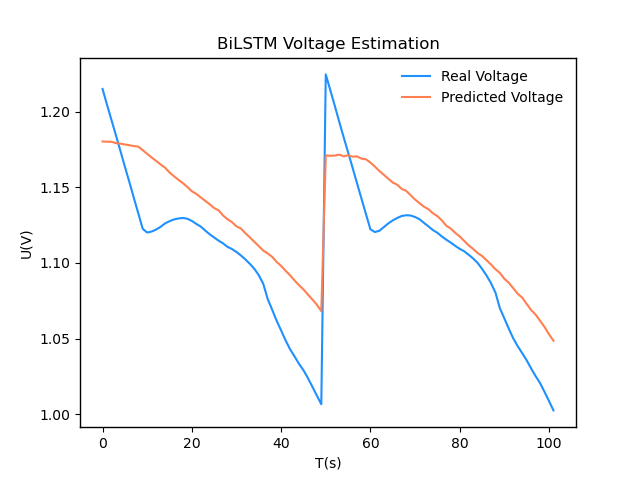 BiLSTM Voltage Estimation
Real Voltage
Predicted Voltage
1.20
1.15
1.10
1.05
1.00
U(V)
0
20
40
60
80
100
T(s)